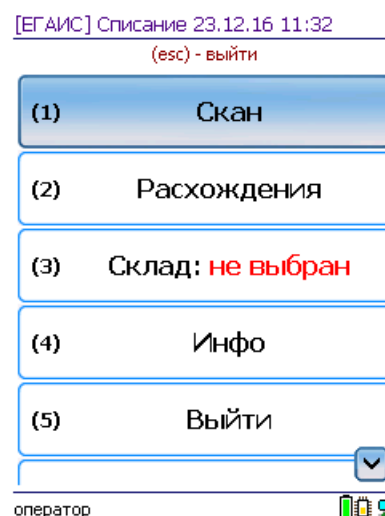 [ЕГАИС] Списание 23.12.16 11:32
(esc) - выйти
(1) Скан
(2) Расхождения
(3) Склад: не выбран
(4) Инфо
(5) Выйти
оператор